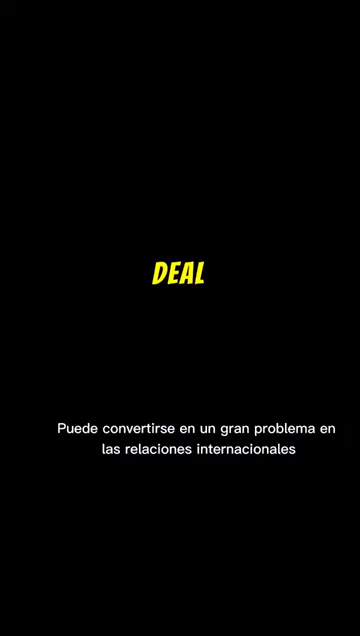 DEAL
Puede convertirse en un gran problema en
las relaciones internacionales